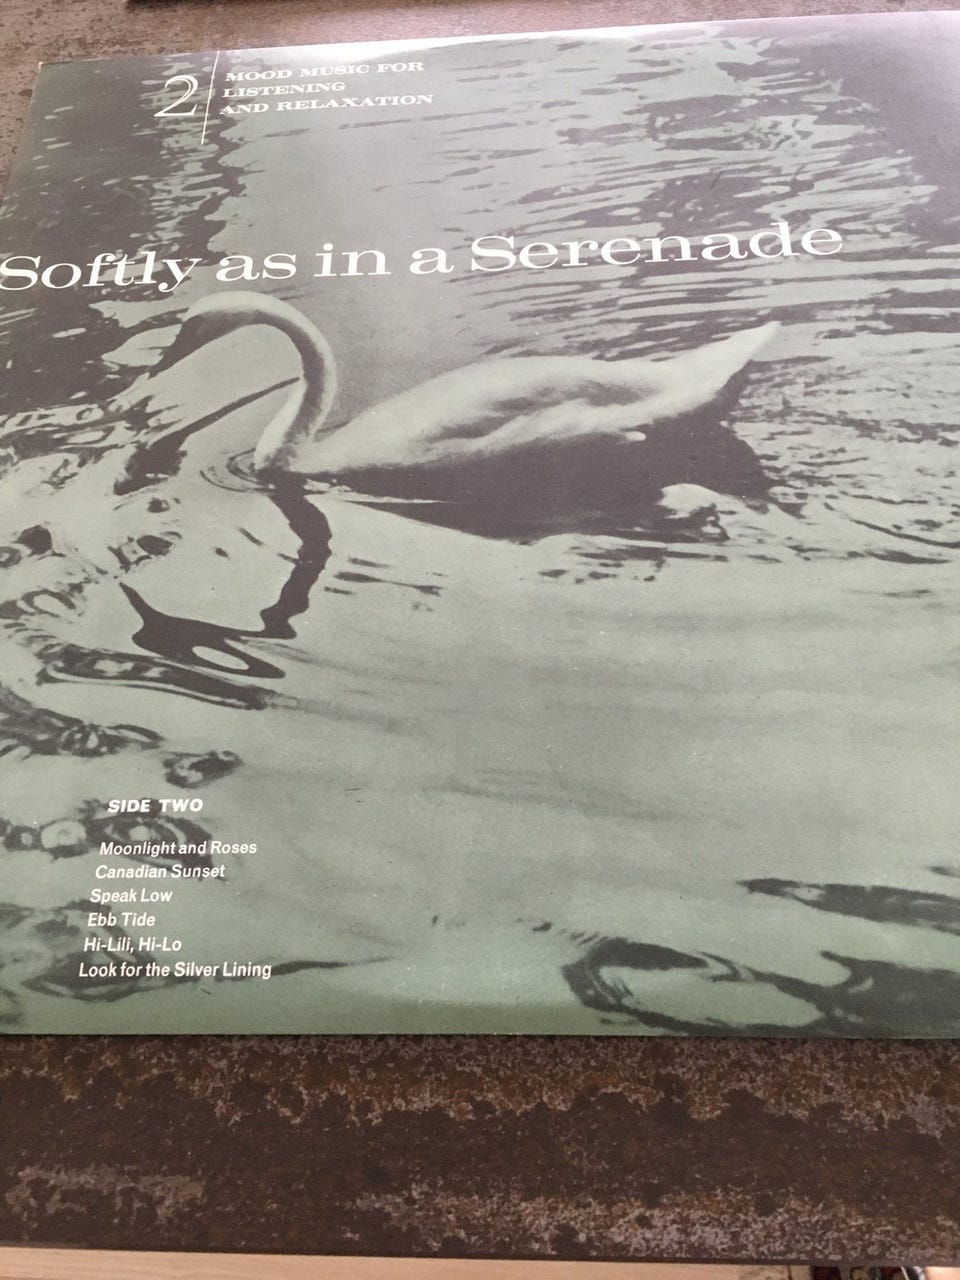 2
MOOD MUSIC FOR
LISTENING
AND RELAXATION
Softly as in a Serenade
SIDE TWO
Moonlight and Roses
Canadian Sunset
Speak Low
Ebb Tide
Hi-Lili, Hi-Lo
Look for the Silver Lining